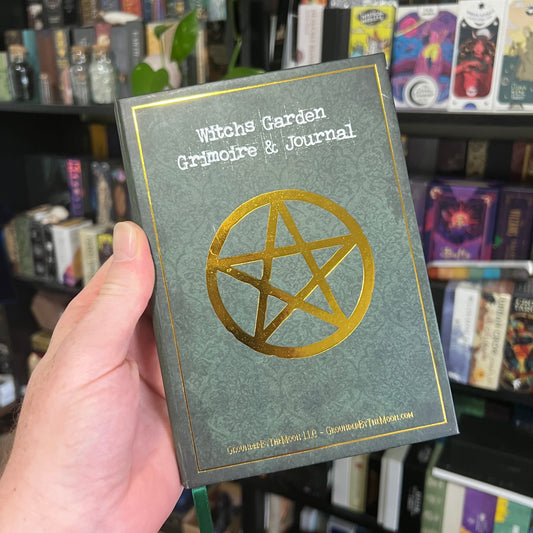 Witchs Garden
Grimoire & Journal
GroundedByTheMoon LLC - GroundedByTheMoon.com